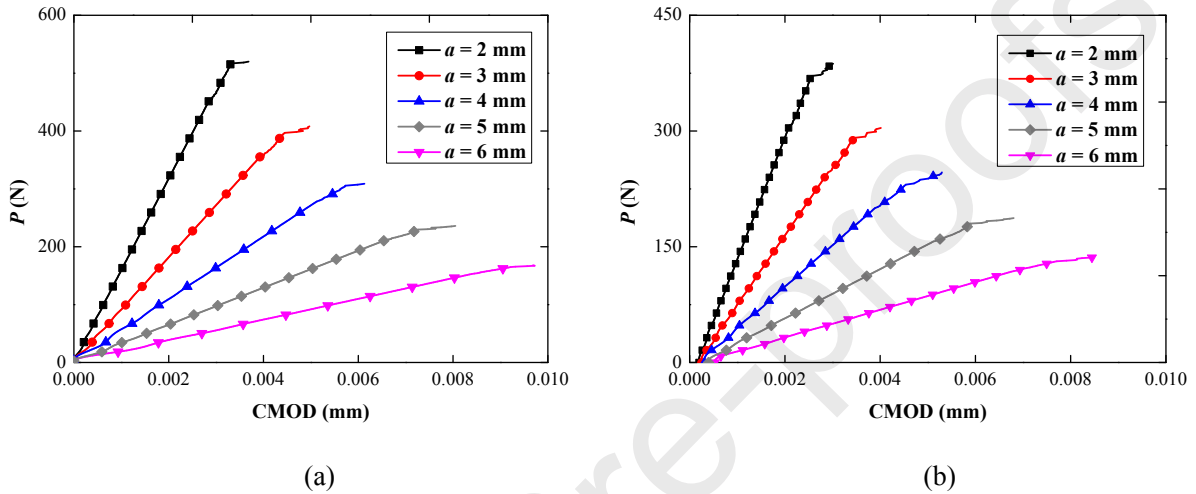 600
400
200
0
P (N)
a = 2 mm
a = 3 mm
a = 4 mm
a = 5 mm
a = 6 mm
0.000 0.002 0.004 0.006 0.008 0.010
CMOD (mm)
(a)
450
300
150
0
P (N)
a = 2 mm
a = 3 mm
a = 4 mm
a = 5 mm
a = 6 mm
0.000 0.002 0.004 0.006 0.008 0.010
CMOD (mm)
(b)
re-proofs